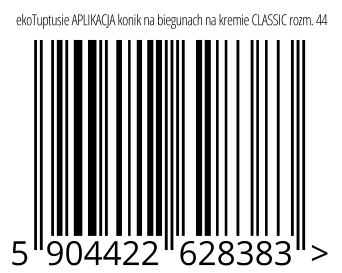 ekoTuptusie APLIKACJA konik na biegunach na kremie CLASSIC rozm. 44
5 904422 628383 >